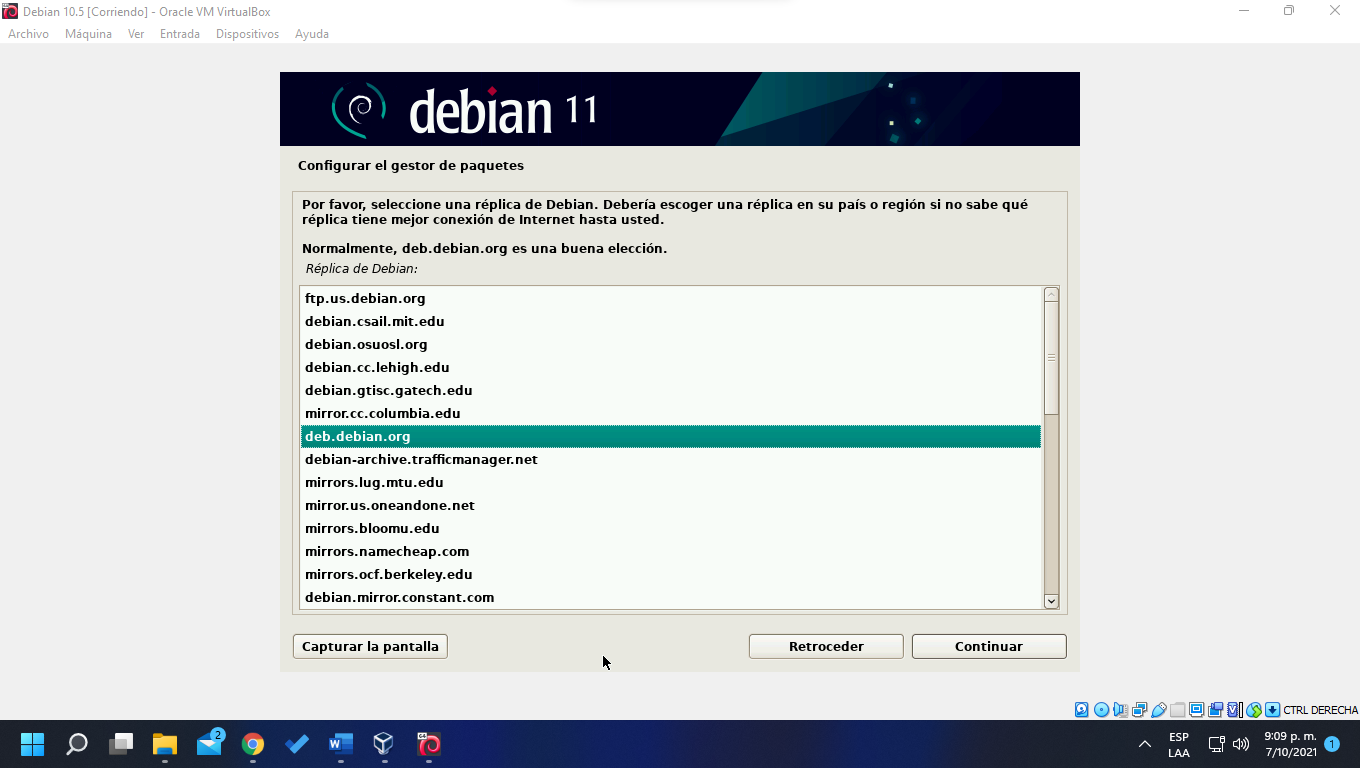 Debian 10.5 [Corriendo] - Oracle VM VirtualBox
Archivo Máquina Ver Entrada Dispositivos Ayuda
debian 11
Configurar el gestor de paquetes
Por favor, seleccione una réplica de Debian. Debería escoger una réplica en su país o región si no sabe qué
réplica tiene mejor conexión de Internet hasta usted.
Normalmente, deb.debian.org es una buena elección.
Réplica de Debian:
ftp.us.debian.org
debian.csail.mit.edu
debian.osuosl.org
debian.cc.lehigh.edu
debian.gtisc.gatech.edu
mirror.cc.columbia.edu
deb.debian.org
debian-archive.trafficmanager.net
mirrors.lug.mtu.edu
mirror.us.oneandone.net
mirrors.bloomu.edu
mirrors.namecheap.com
mirrors.ocf.berkeley.edu
debian.mirror.constant.com
Capturar la pantalla Retroceder Continuar
CTRL DERECHA
2
ESP
LAA
9:09 p. m.
7/10/2021
1